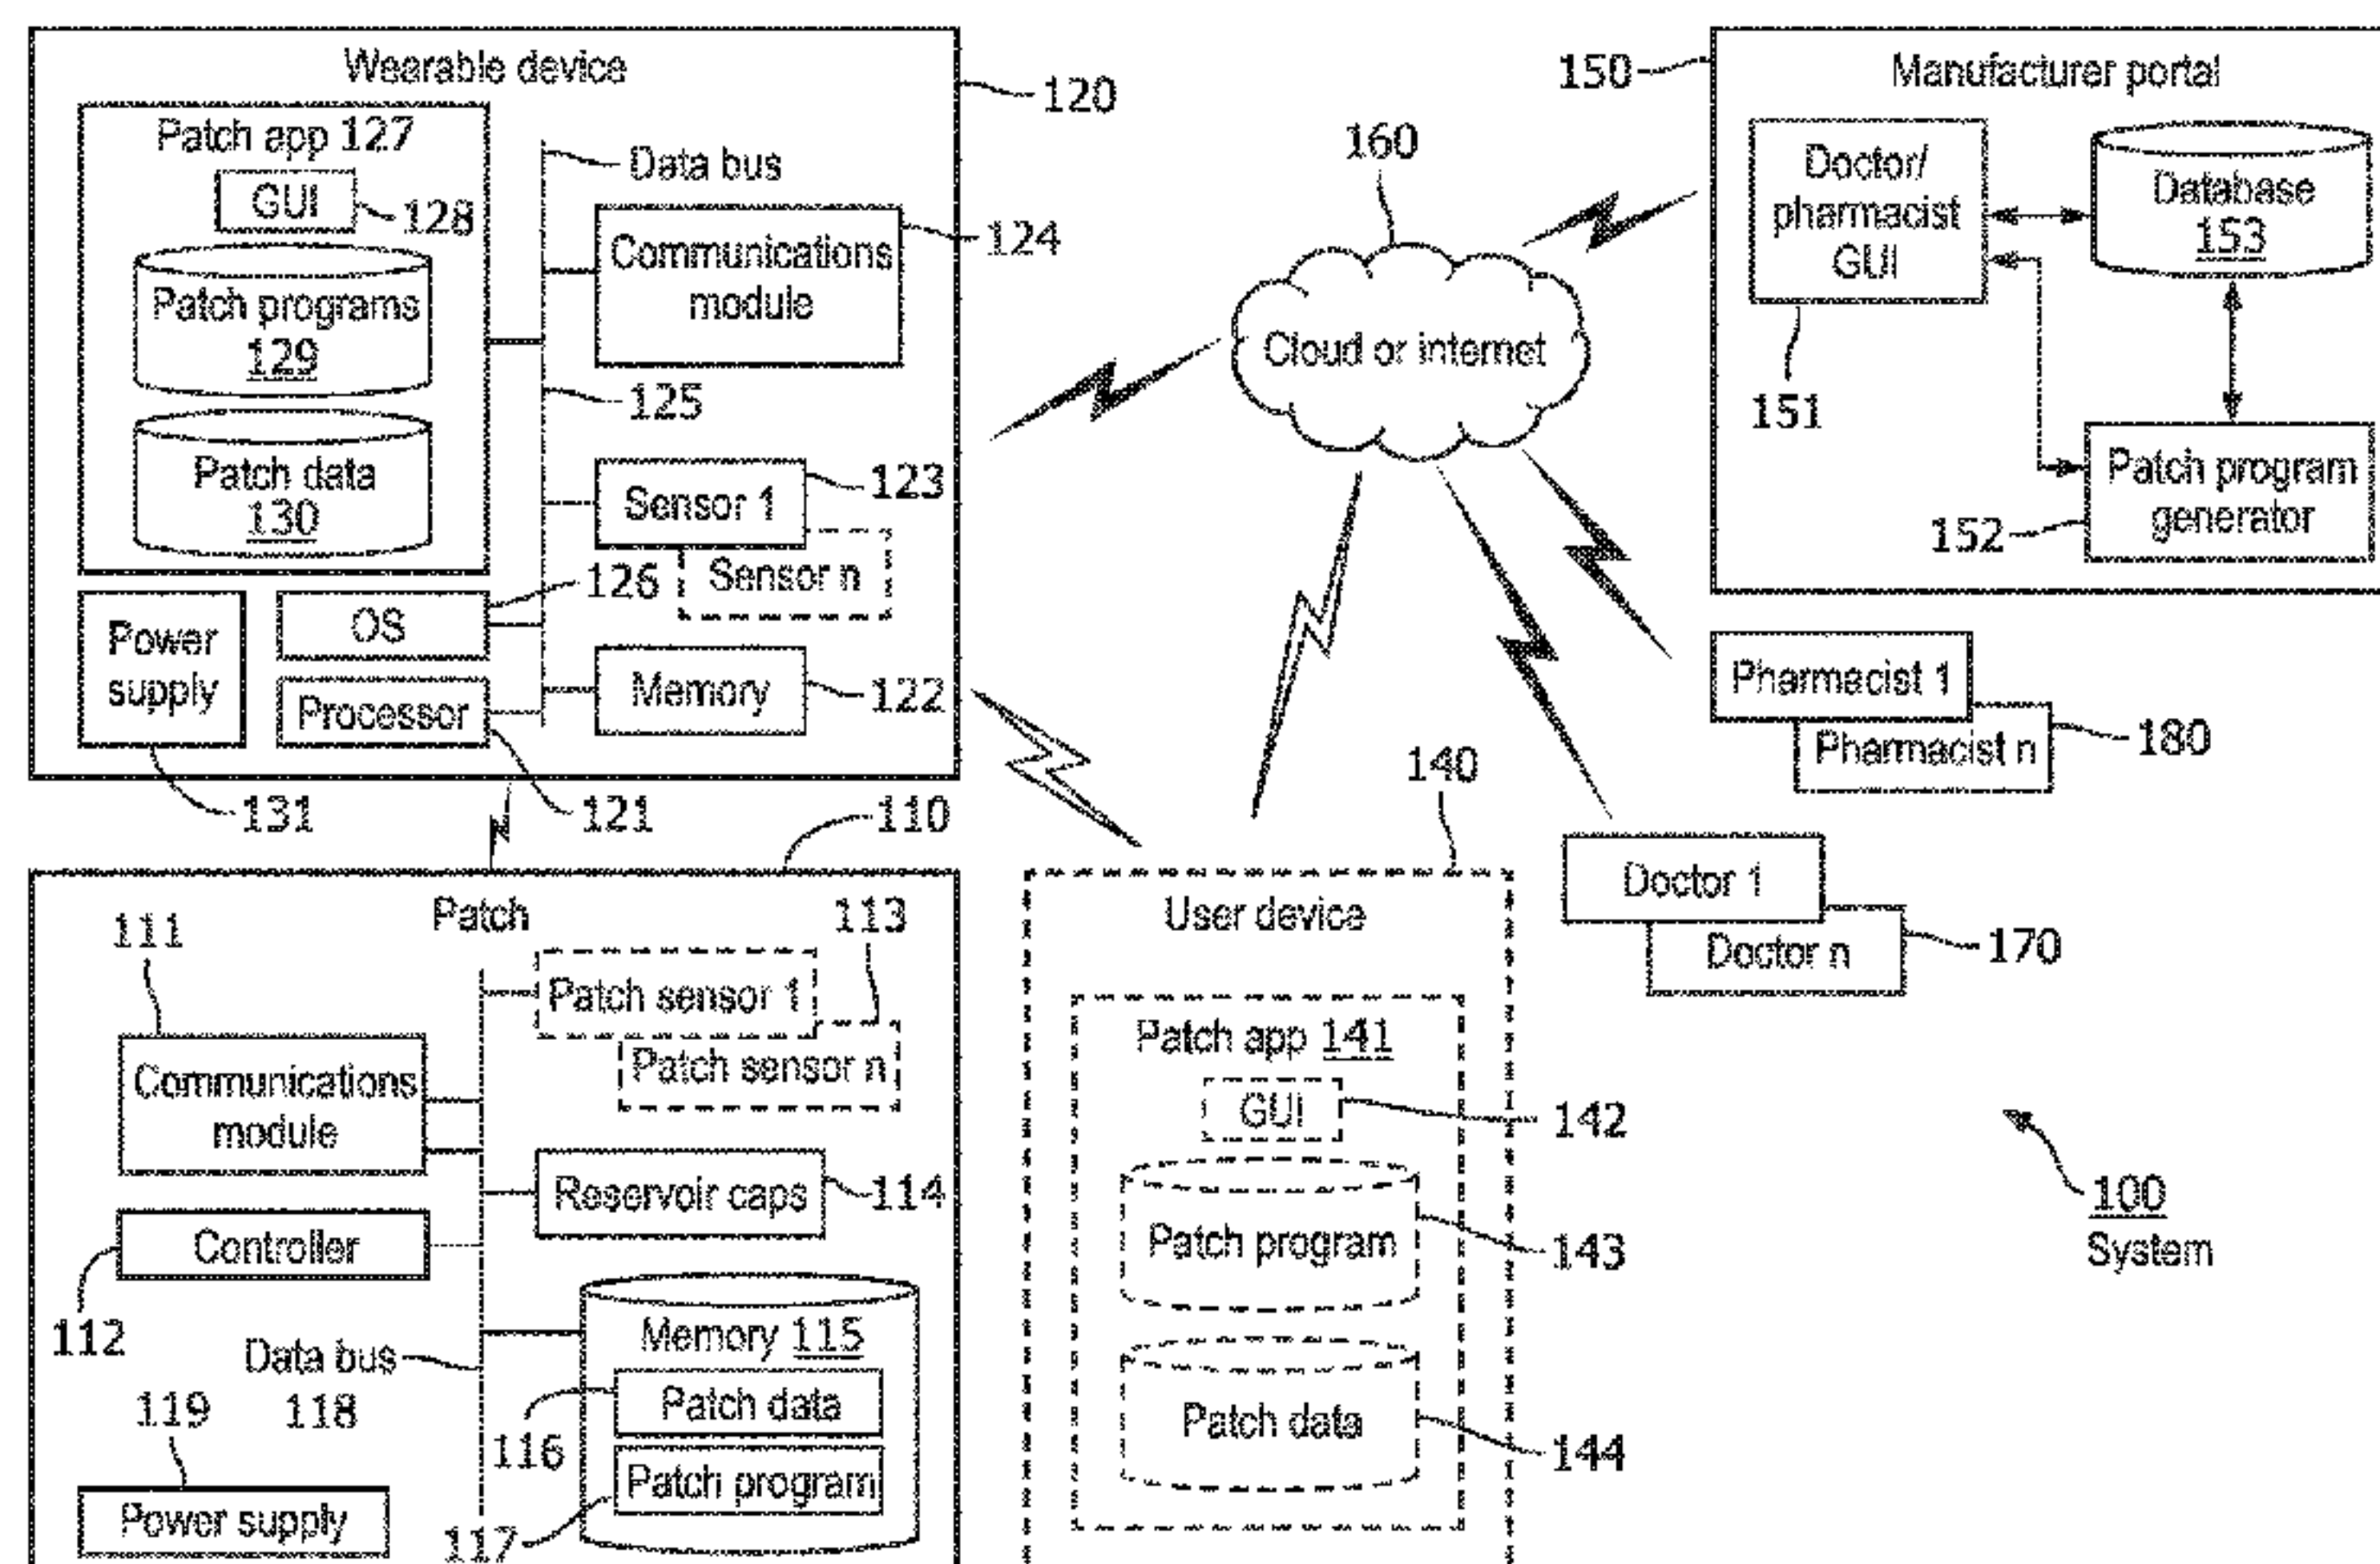 Wearable device
120
Patch app 127
GUI
128
Patch programs
129
Patch data
130
Data bus
Communications
module
124
125
Sensor 1
123
Sensor n
OS
126
Power
supply
Processor
Memory
122
131
121
160
Cloud or internet
150
Manufacturer portal
Doctor/
pharmacist
GUI
Database
153
151
Patch program
generator
152
Pharmacist 1
Pharmacist n
180
Doctor 1
Doctor n
170
110
Patch
111
113
Patch sensor 1
Patch sensor n
Communications
module
Reservoir caps
114
Controller
112
Data bus
118
Memory 115
Patch data
116
Patch program
117
119
Power supply
140
User device
Patch app 141
GUI
142
Patch program
143
Patch data
144
100
System